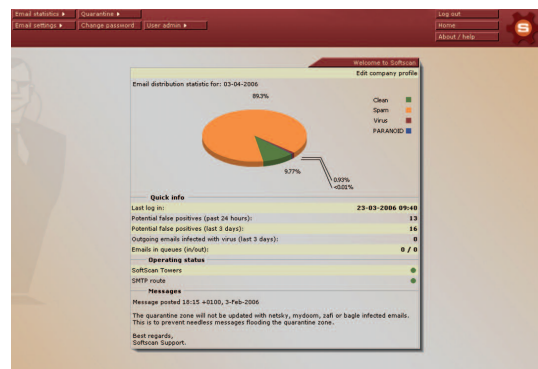 Email statistics Quarantine Log out
Email settings Change password User admin Home
About / help
S
Welcome to Softscan
Edit company profile
Email distribution statistic for: 03-04-2006
89.3%
Clean
Spam
Virus
PARANOID
9.77%
0.93%
<0.01%
Quick info
Last log in: 23-03-2006 09:40
Potential false positives (past 24 hours): 13
Potential false positives (last 3 days): 16
Outgoing emails infected with virus (last 3 days): 0
Emails in queues (in/out): 0 / 0
Operating status
SoftScan Towers
SMTP route
Messages
Message posted 18:15 +0100, 3-Feb-2006
The quarantine zone will not be updated with netsky, mydoom, zafi or bagle infected emails.
This is to prevent needless messages flooding the quarantine zone.
Best regards,
Softscan Support.